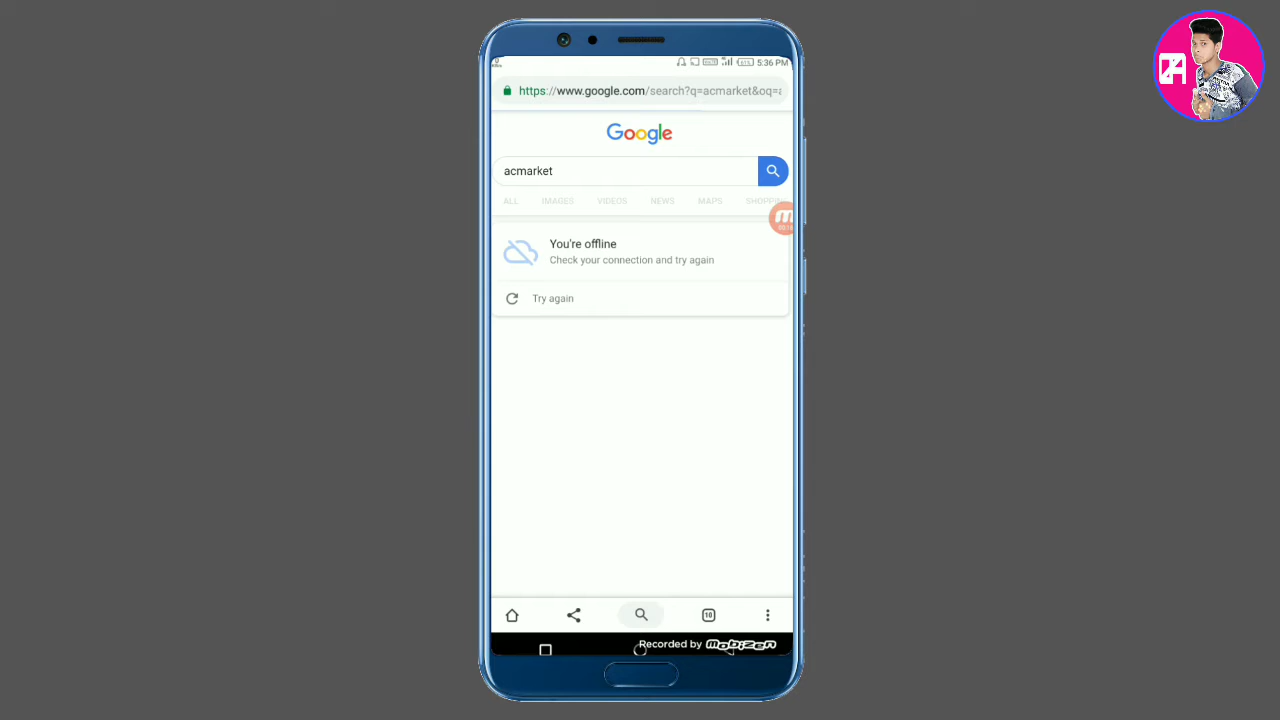 5:36 PM
https://www.google.com/search?q=acmarket&oq=a
Google
acmarket
ALL IMAGES VIDEOS NEWS MAPS SHOPPIN
You're offline
Check your connection and try again
Try again
10
Recorded by mobizen